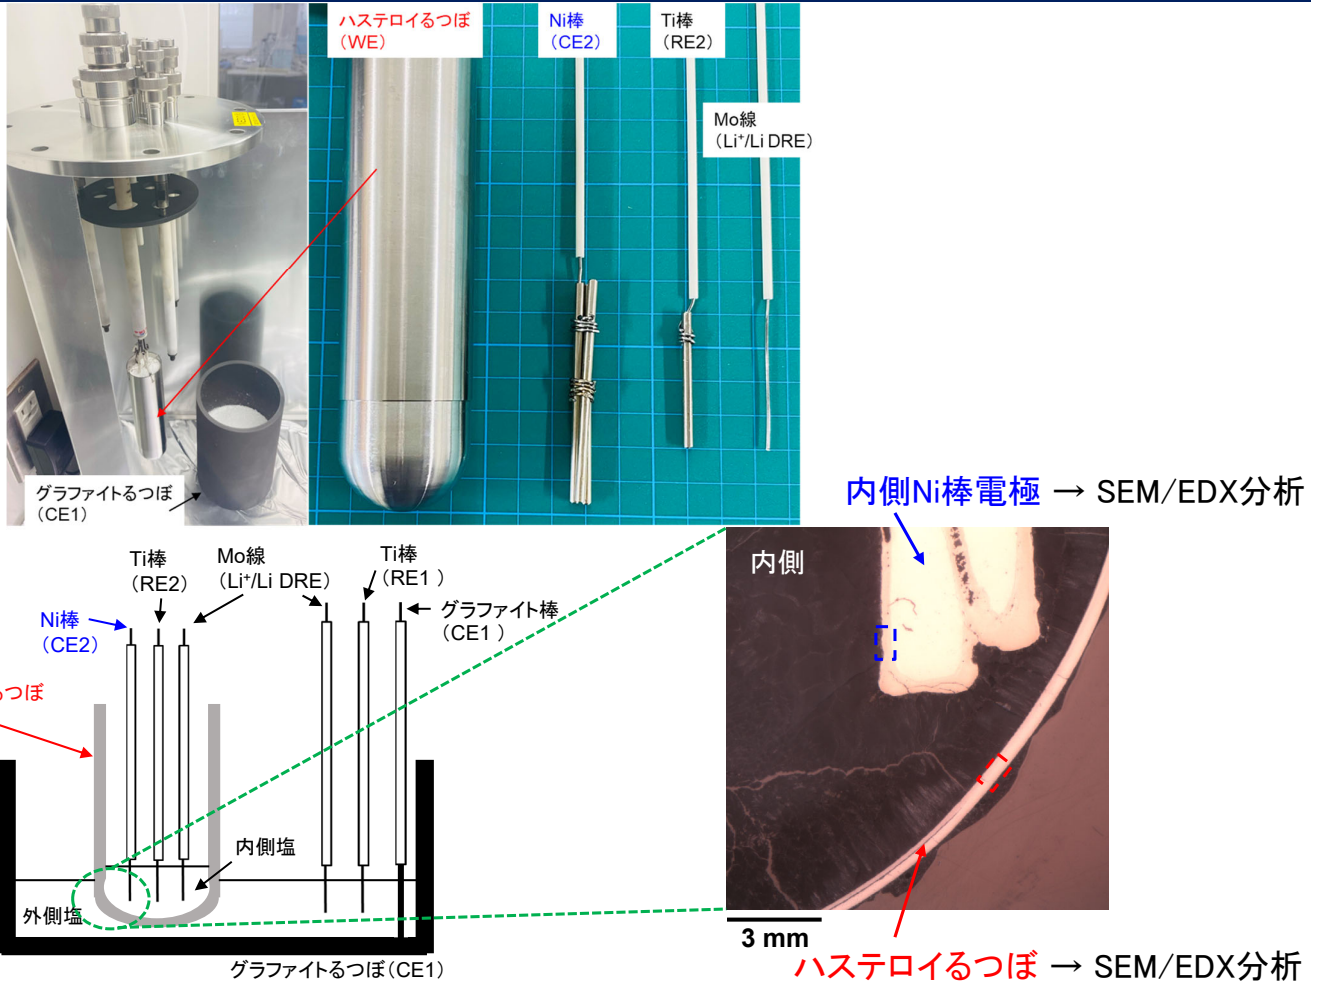 ハステロイるつぼ
（WE）
Ni棒
（CE2）
Ti棒
（RE2）
Mo線
（Li⁺/Li DRE）
グラファイトるつぼ
（CE1）
内側Ni棒電極 → SEM/EDX分析
内側
Ti棒
（RE2）
Mo線
（Li⁺/Li DRE）
Ti棒
（RE1 ）
グラファイト棒
（CE1 ）
Ni棒
（CE2）
つぼ
内側塩
外側塩
グラファイトるつぼ（CE1）
3 mm
ハステロイるつぼ → SEM/EDX分析